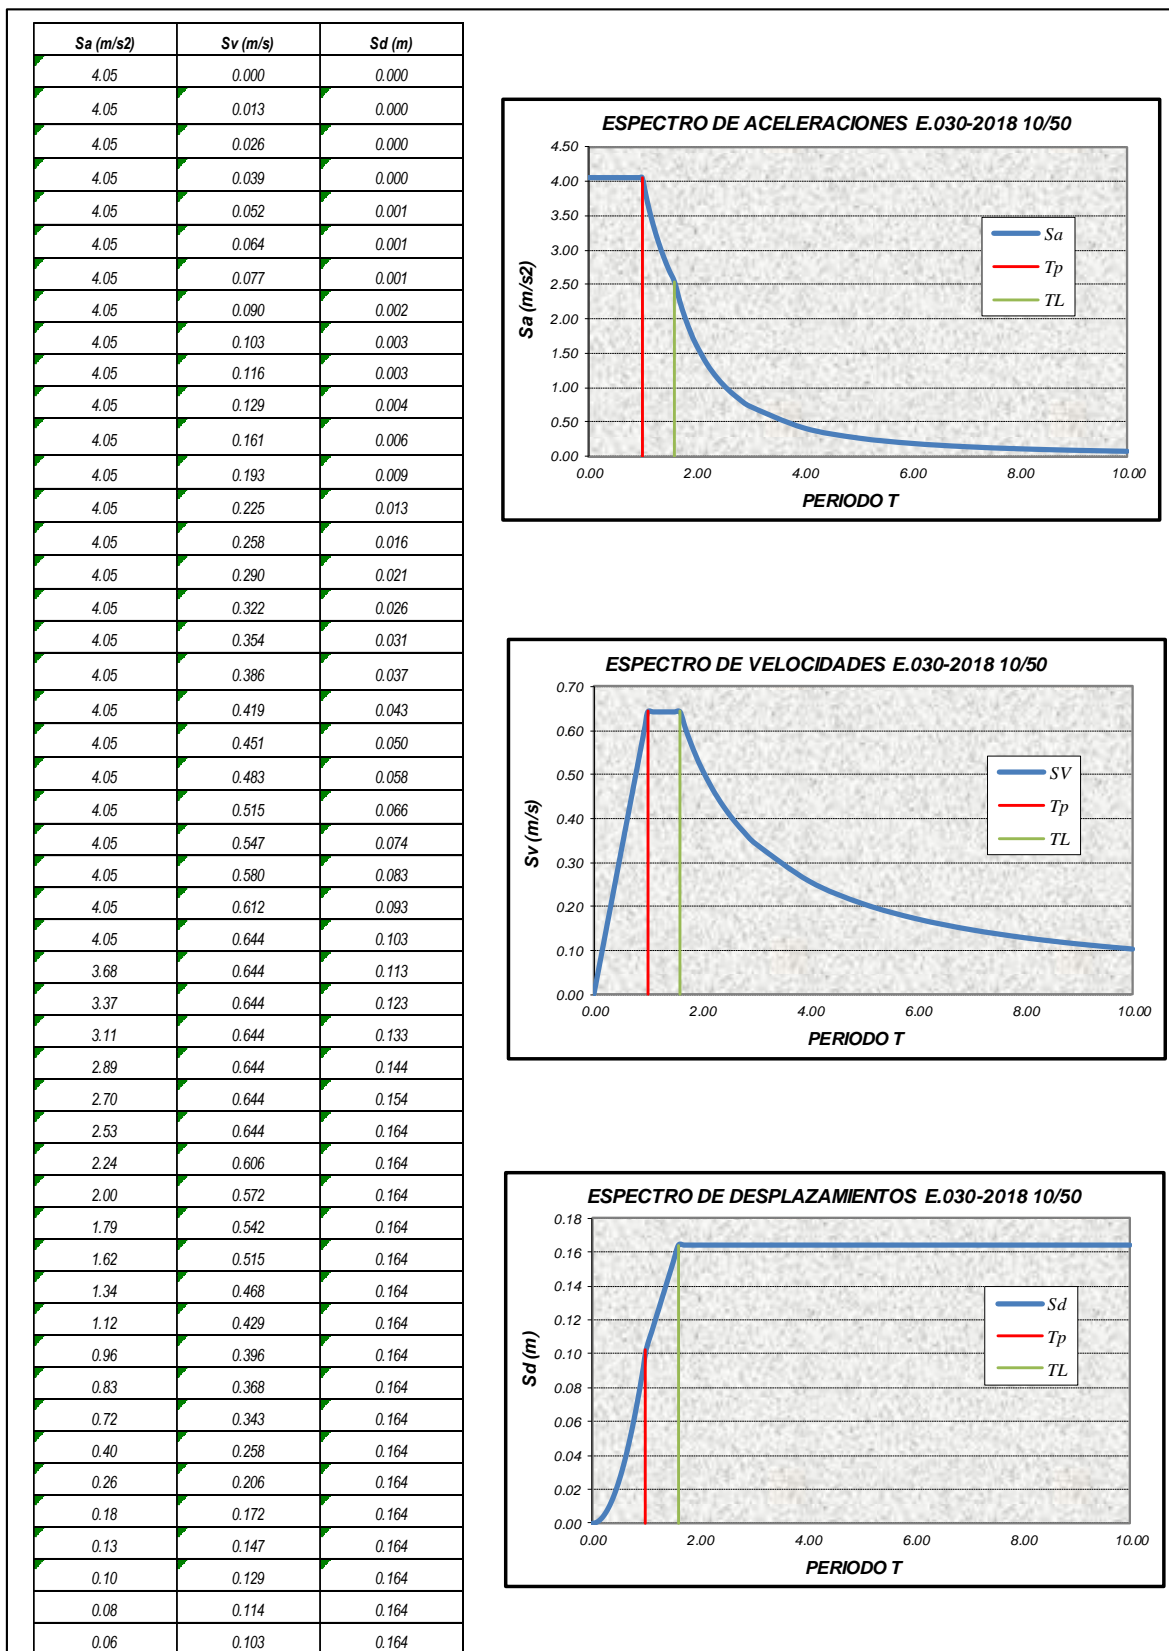 Sa (m/s2) Sv (m/s) Sd (m)
4.05 0.000 0.000
4.05 0.013 0.000
4.05 0.026 0.000
4.05 0.039 0.000
4.05 0.052 0.001
4.05 0.064 0.001
4.05 0.077 0.001
4.05 0.090 0.002
4.05 0.103 0.003
4.05 0.116 0.003
4.05 0.129 0.004
4.05 0.161 0.006
4.05 0.193 0.009
4.05 0.225 0.013
4.05 0.258 0.016
4.05 0.290 0.021
4.05 0.322 0.026
4.05 0.354 0.031
4.05 0.386 0.037
4.05 0.419 0.043
4.05 0.451 0.050
4.05 0.483 0.058
4.05 0.515 0.066
4.05 0.547 0.074
4.05 0.580 0.083
4.05 0.612 0.093
4.05 0.644 0.103
3.68 0.644 0.113
3.37 0.644 0.123
3.11 0.644 0.133
2.89 0.644 0.144
2.70 0.644 0.154
2.53 0.644 0.164
2.24 0.606 0.164
2.00 0.572 0.164
1.79 0.542 0.164
1.62 0.515 0.164
1.34 0.468 0.164
1.12 0.429 0.164
0.96 0.396 0.164
0.83 0.368 0.164
0.72 0.343 0.164
0.40 0.258 0.164
0.26 0.206 0.164
0.18 0.172 0.164
0.13 0.147 0.164
0.10 0.129 0.164
0.08 0.114 0.164
0.06 0.103 0.164
ESPECTRO DE ACELERACIONES E.030-2018 10/50
4.50
4.00
3.50
3.00
2.50
2.00
1.50
1.00
0.50
0.00
Sa (m/s2)
Sa
Tp
TL
0.00 2.00 4.00 6.00 8.00 10.00
PERIODO T
ESPECTRO DE VELOCIDADES E.030-2018 10/50
0.70
0.60
0.50
0.40
0.30
0.20
0.10
0.00
Sv (m/s)
SV
Tp
TL
0.00 2.00 4.00 6.00 8.00 10.00
PERIODO T
ESPECTRO DE DESPLAZAMIENTOS E.030-2018 10/50
0.18
0.16
0.14
0.12
0.10
0.08
0.06
0.04
0.02
0.00
Sd (m)
Sd
Tp
TL
0.00 2.00 4.00 6.00 8.00 10.00
PERIODO T